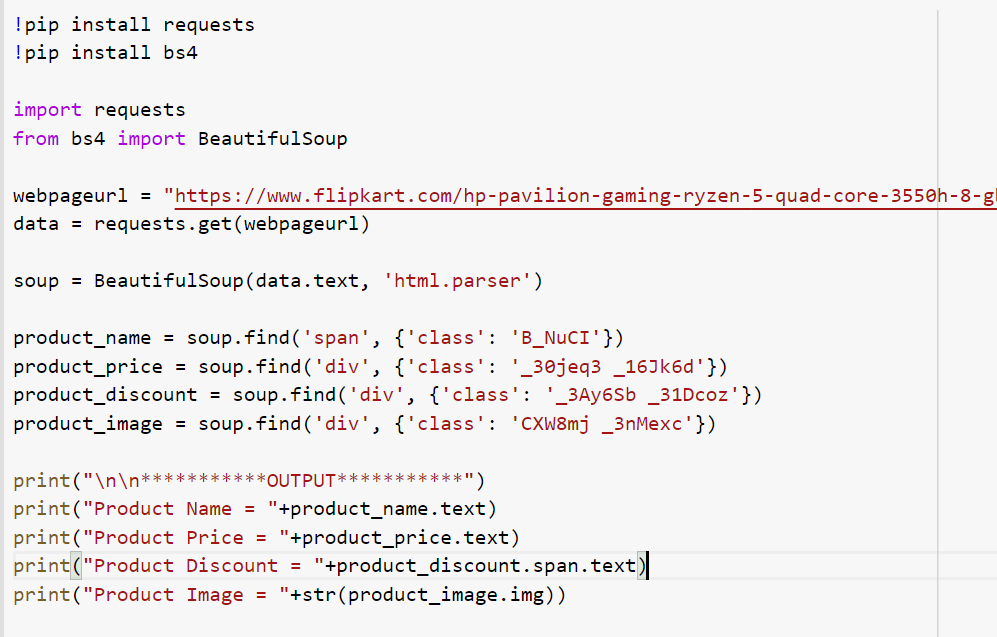 !pip install requests
!pip install bs4
import requests
from bs4 import BeautifulSoup
webpageurl = "https://www.flipkart.com/hp-pavilion-gaming-ryzen-5-quad-core-3550h-8-g
data = requests.get(webpageurl)
soup = BeautifulSoup(data.text, 'html.parser')
product_name = soup.find('span', {'class': 'B_NuCI'})
product_price = soup.find('div', {'class': '_30jeq3 _16Jk6d'})
product_discount = soup.find('div', {'class': '_3Ay6Sb _31Dcoz'})
product_image = soup.find('div', {'class': 'CXW8mj _3nMexc'})
print("\n\n***********OUTPUT***********")
print("Product Name = "+product_name.text)
print("Product Price = "+product_price.text)
print("Product Discount = "+product_discount.span.text)
print("Product Image = "+str(product_image.img))